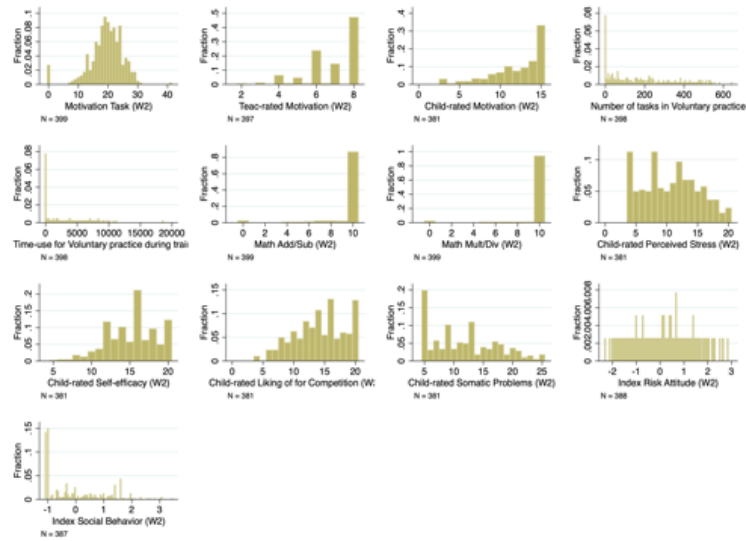 Fraction
0 .02 .04 .06 .08 .1
0 10 20 30 40
Motivation Task (W2)
N = 399
Fraction
0 .1 .2 .3 .4 .5
2 4 6 8
Teac-rated Motivation (W2)
N = 397
Fraction
0 .1 .2 .3 .4
0 5 10 15
Child-rated Motivation (W2)
N = 381
Fraction
0 .02 .04 .06 .08
0 200 400 600
Number of tasks in Voluntary practice
N = 398
Fraction
0 .02 .04 .06 .08
0 5000 10000 15000 20000
Time-use for Voluntary practice during trai
N = 398
Fraction
0 .2 .4 .6 .8
0 2 4 6 8 10
Math Add/Sub (W2)
N = 399
Fraction
0 .2 .4 .6 .8 1
0 2 4 6 8 10
Math Mult/Div (W2)
N = 399
Fraction
0 .05 .1
0 5 10 15 20
Child-rated Perceived Stress (W2)
N = 381
Fraction
0 .05 .1 .15 .2
5 10 15 20
Child-rated Self-efficacy (W2)
N = 381
Fraction
0 .05 .1 .15
0 5 10 15 20
Child-rated Liking of for Competition (W2
N = 381
Fraction
0 .05 .1 .15 .2
5 10 15 20 25
Child-rated Somatic Problems (W2)
N = 381
Fraction
0 .002 .004 .006 .008
-2 -1 0 1 2 3
Index Risk Attitude (W2)
N = 388
Fraction
0 .05 .1 .15
-1 0 1 2 3
Index Social Behavior (W2)
N = 387